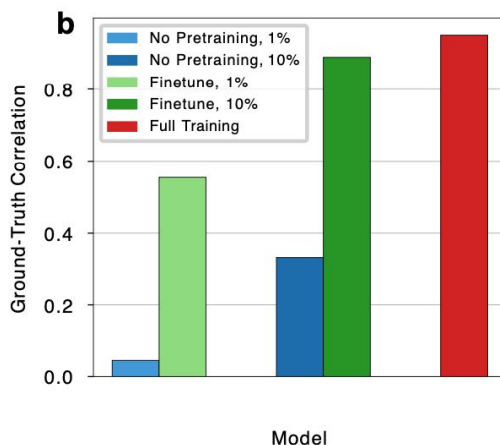 b
No Pretraining, 1%
No Pretraining, 10%
Finetune, 1%
Finetune, 10%
Full Training
Ground-Truth Correlation
0.8
0.6
0.4
0.2
0.0
Model